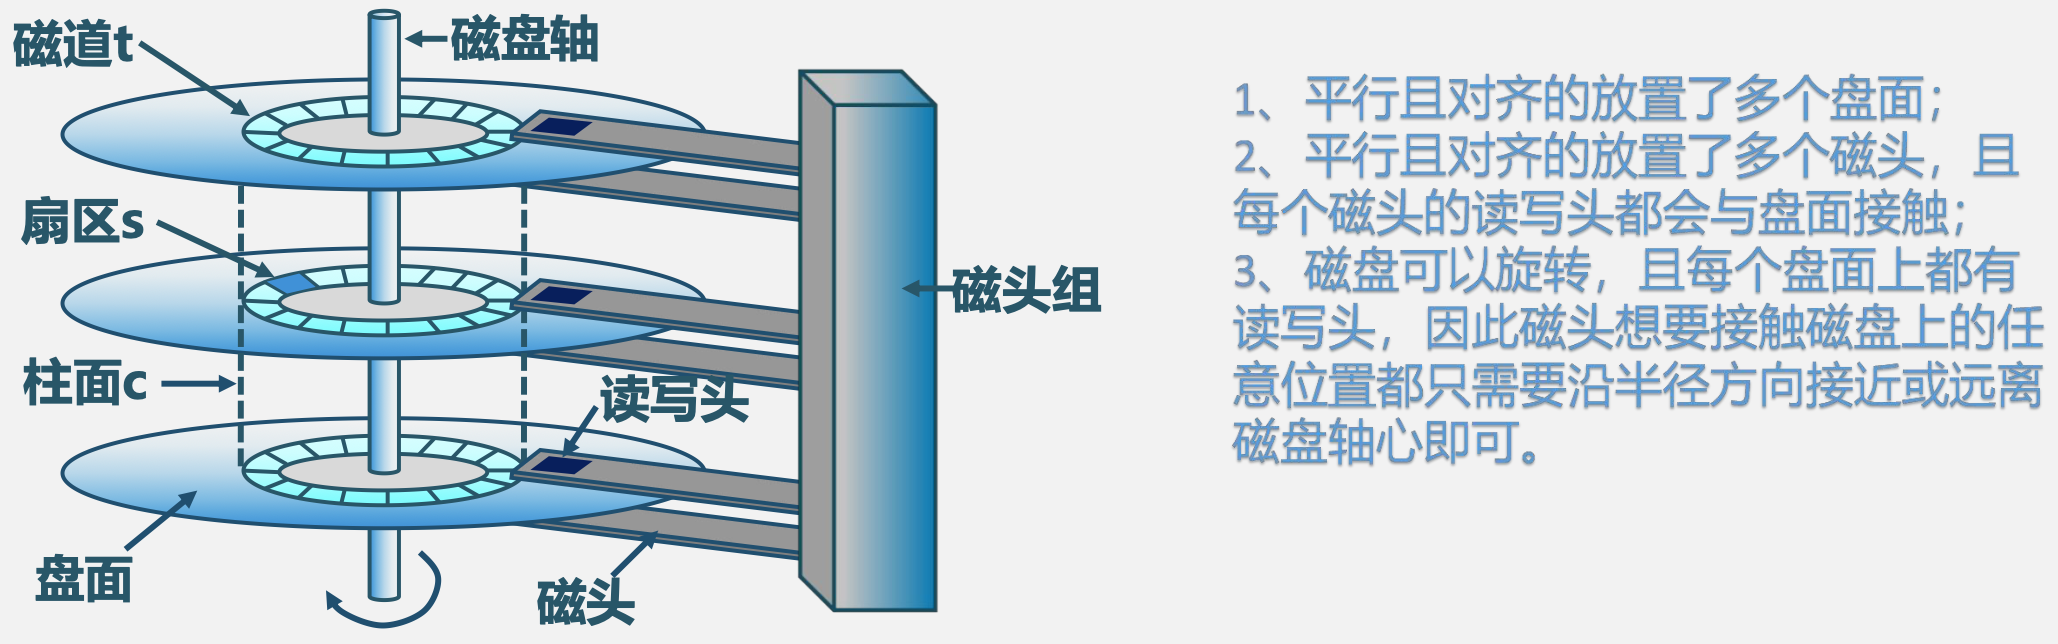 磁道t
磁盘轴
扇区s
磁头组
柱面c
读写头
盘面
磁头
1、平行且对齐的放置了多个盘面；
2、平行且对齐的放置了多个磁头，且
每个磁头的读写头都会与盘面接触；
3、磁盘可以旋转，且每个盘面上都有
读写头，因此磁头想要接触磁盘上的任
意位置都只需要沿半径方向接近或远离
磁盘轴心即可。